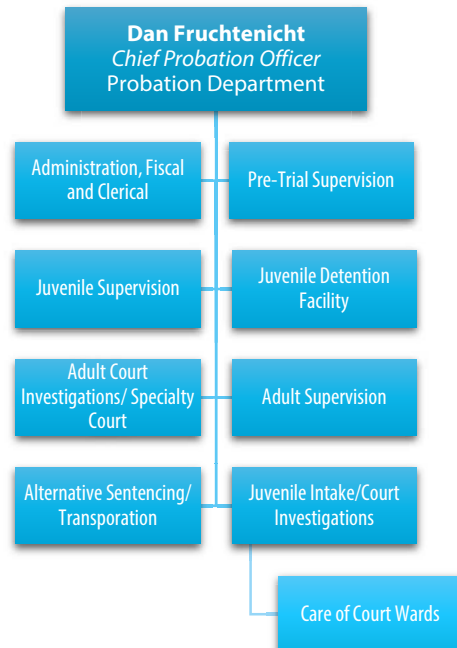 Dan Fruchtenicht
Chief Probation Officer
Probation Department
Administration, Fiscal
and Clerical
Pre-Trial Supervision
Juvenile Supervision
Juvenile Detention
Facility
Adult Court
Investigations/ Specialty
Court
Adult Supervision
Alternative Sentencing/
Transporation
Juvenile Intake/Court
Investigations
Care of Court Wards